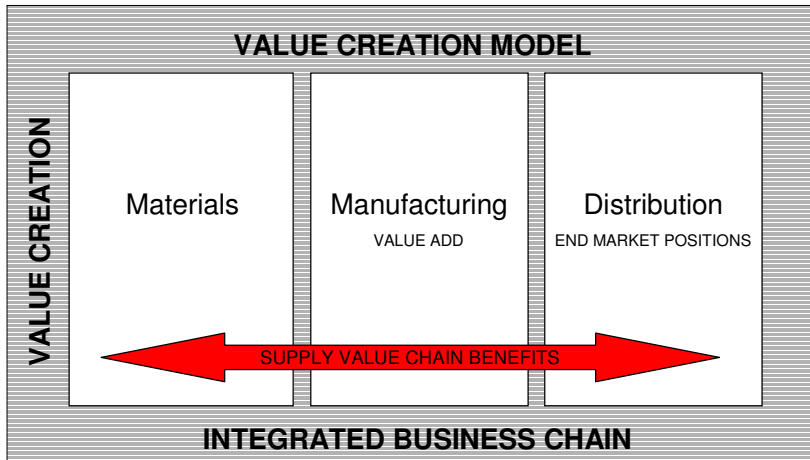 VALUE CREATION MODEL
VALUE CREATION
Materials
Manufacturing
VALUE ADD
Distribution
END MARKET POSITIONS
SUPPLY VALUE CHAIN BENEFITS
INTEGRATED BUSINESS CHAIN